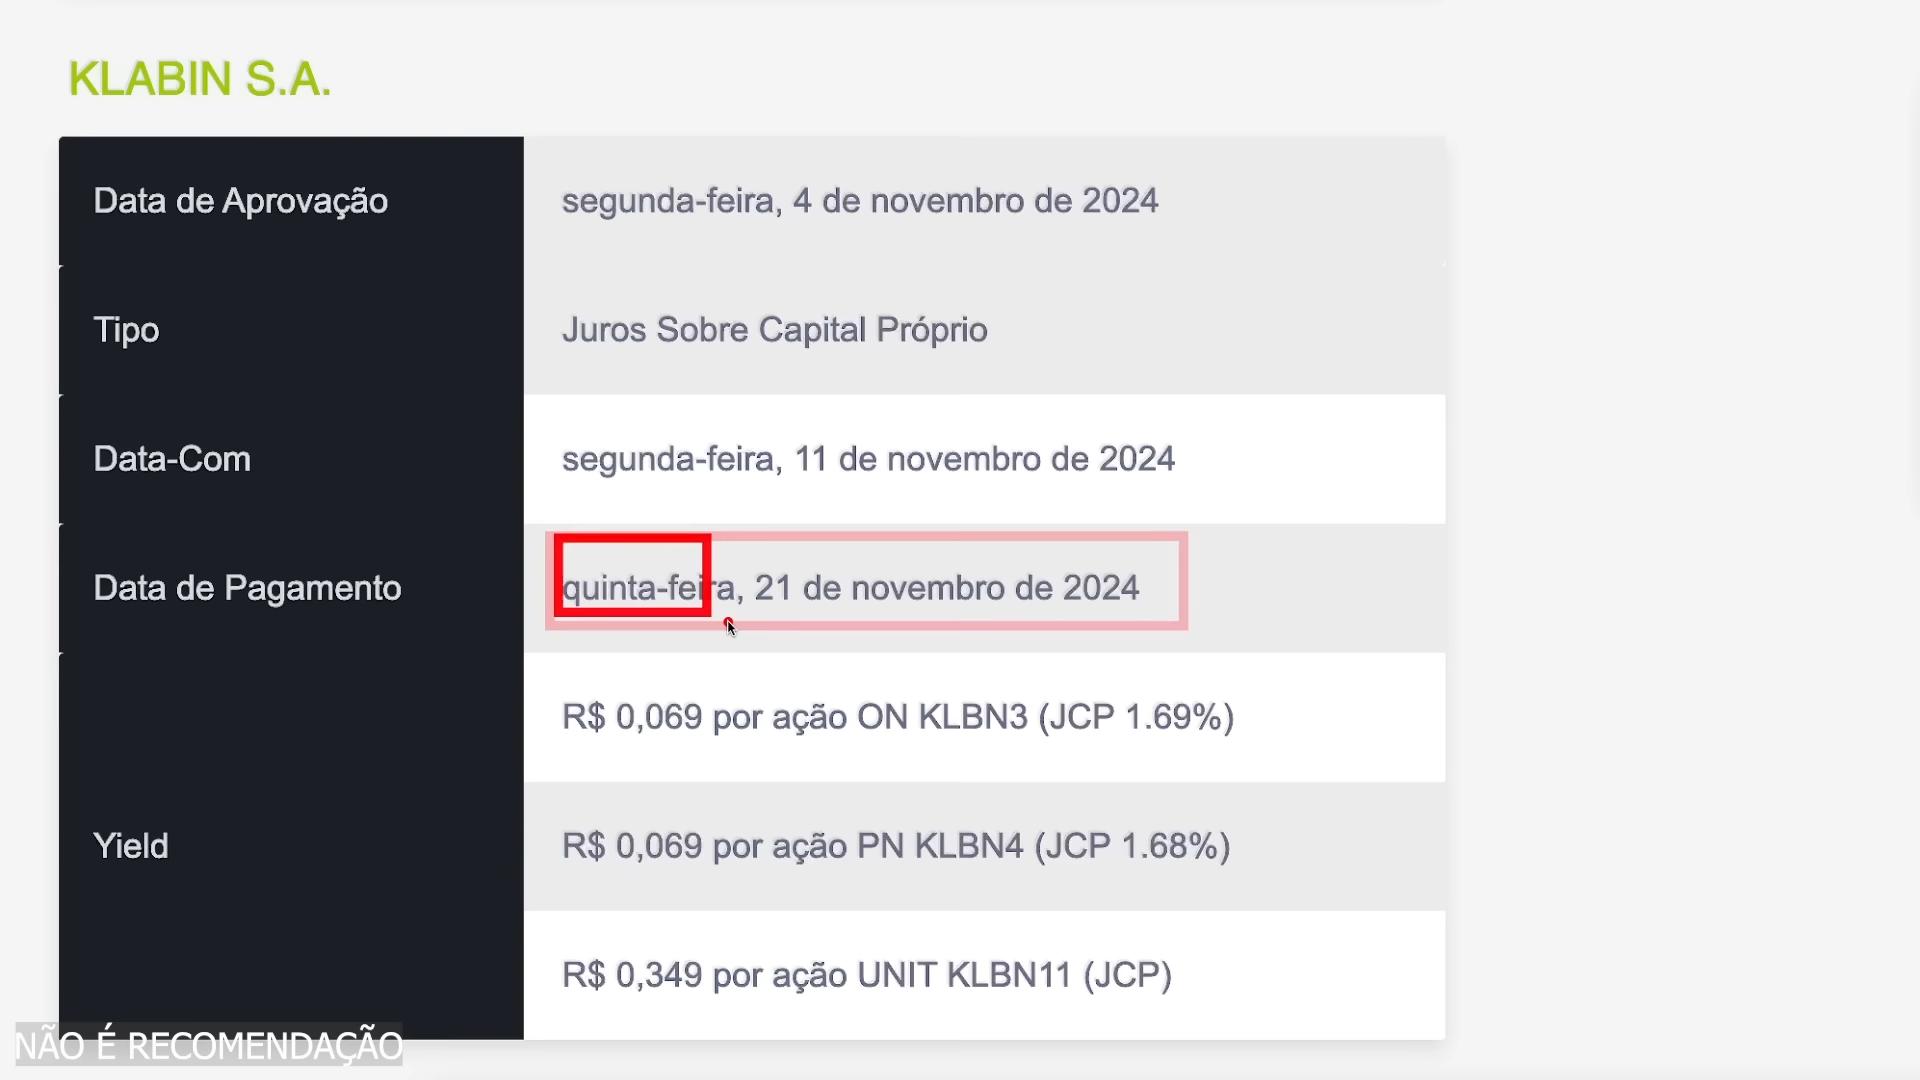 KLABIN S.A.
Data de Aprovação
segunda-feira, 4 de novembro de 2024
Tipo
Juros Sobre Capital Próprio
Data-Com
segunda-feira, 11 de novembro de 2024
Data de Pagamento
quinta-feira, 21 de novembro de 2024
Yield
R$ 0,069 por ação ON KLBN3 (JCP 1.69%)
R$ 0,069 por ação PN KLBN4 (JCP 1.68%)
R$ 0,349 por ação UNIT KLBN11 (JCP)
NÃO É RECOMENDAÇÃO